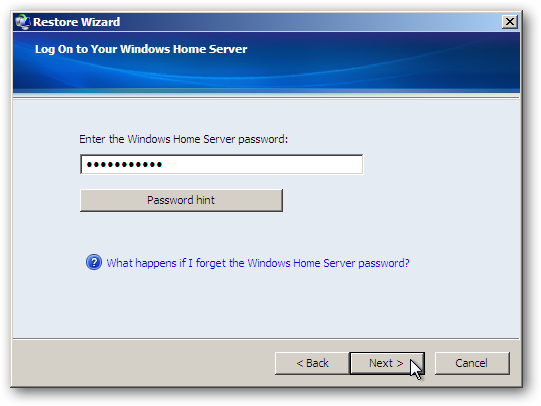 Restore Wizard
Log On to Your Windows Home Server
Enter the Windows Home Server password:
•••••••••••
Password hint
? What happens if I forget the Windows Home Server password?
< Back Next > Cancel